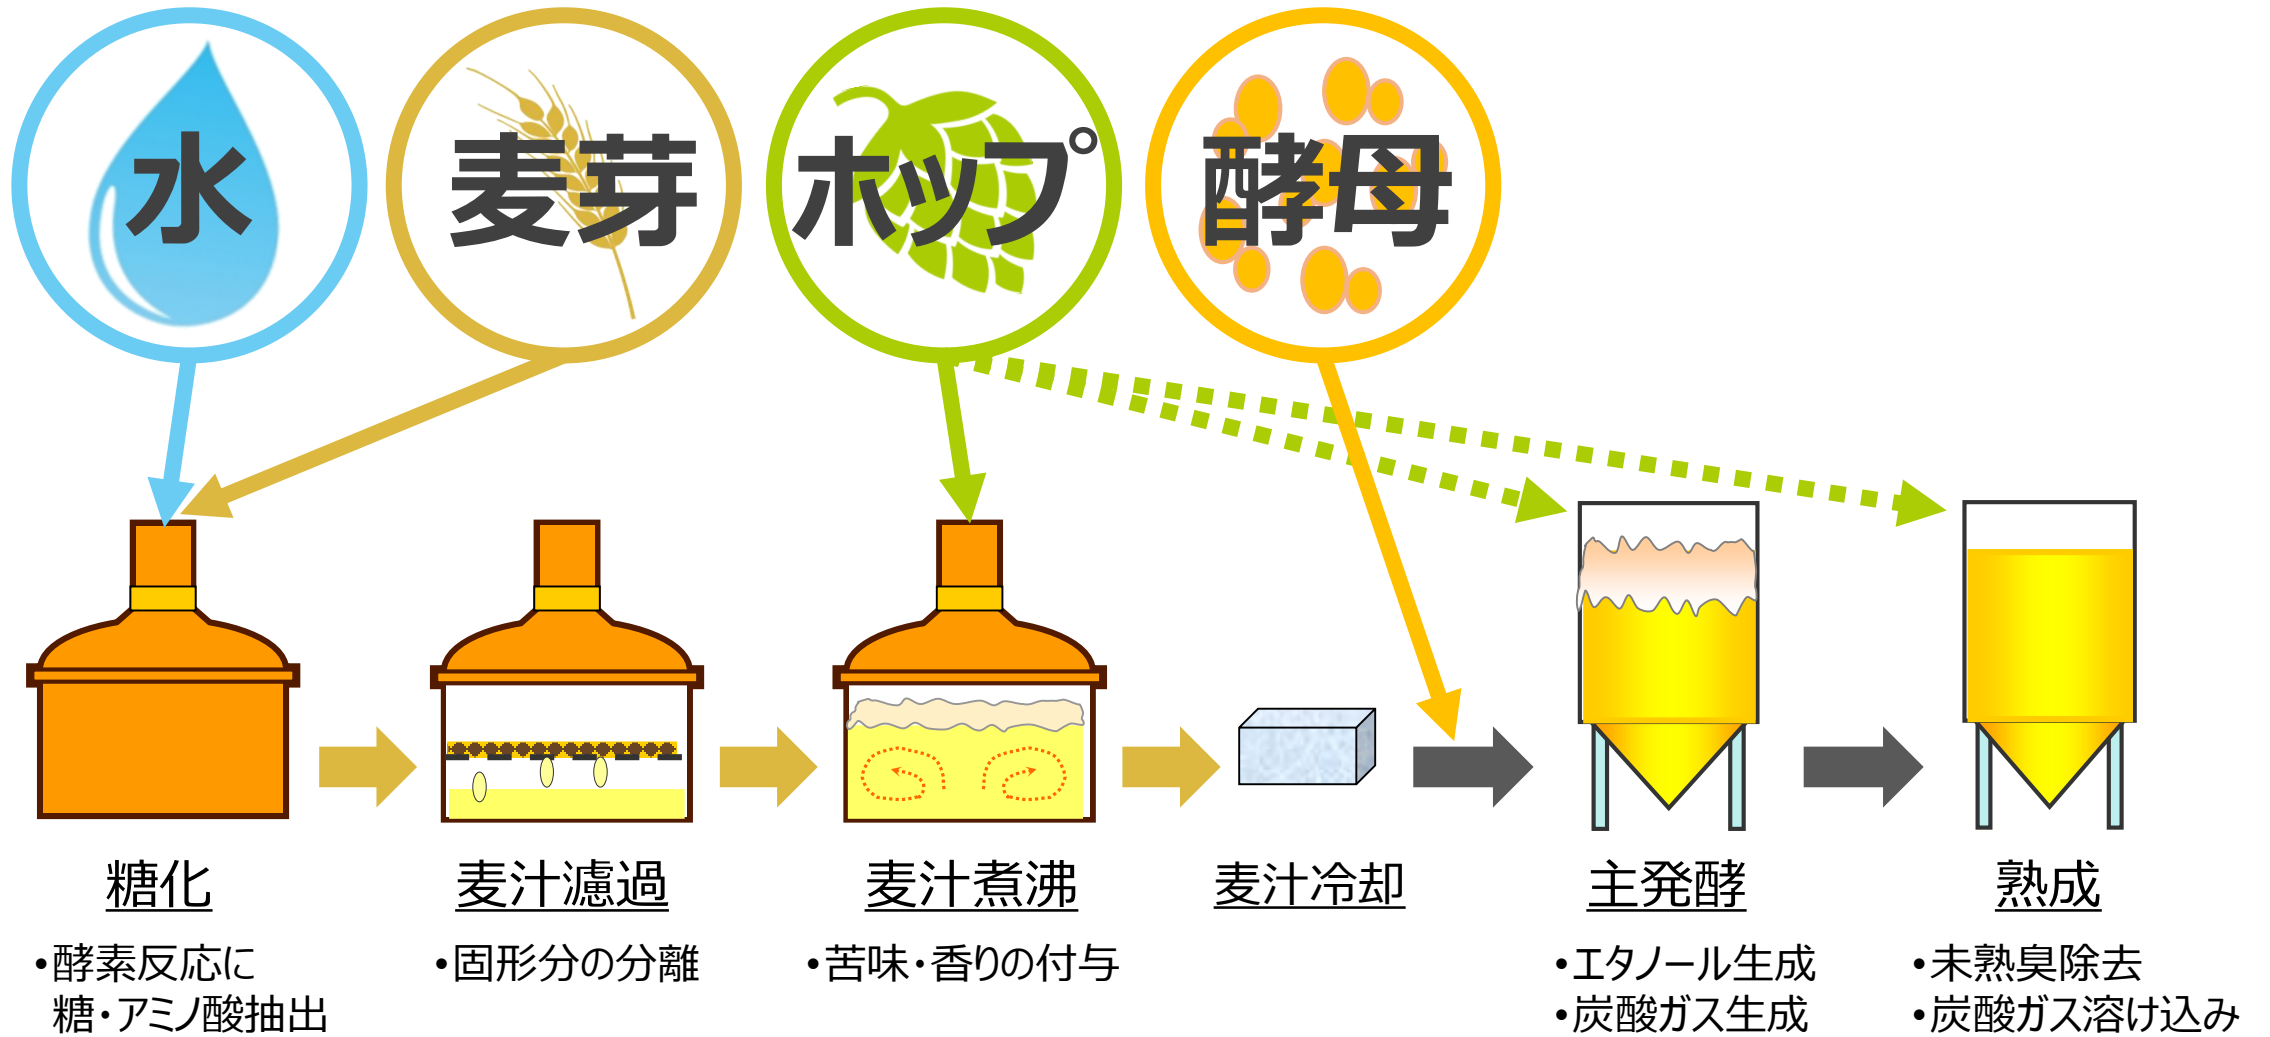 水
麦芽
ホップ
酵母
糖化
麦汁濾過
麦汁煮沸
麦汁冷却
主発酵
熟成
•酵素反応に
糖・アミノ酸抽出
•固形分の分離
•苦味・香りの付与
•エタノール生成
•炭酸ガス生成
•未熟臭除去
•炭酸ガス溶け込み